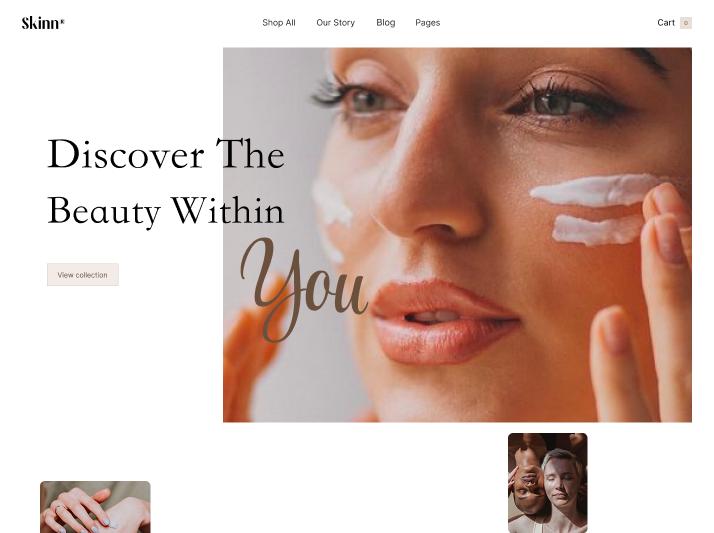 Skinn®
Shop All Our Story Blog Pages
Cart 0
Discover The
Beauty Within
You
View collection